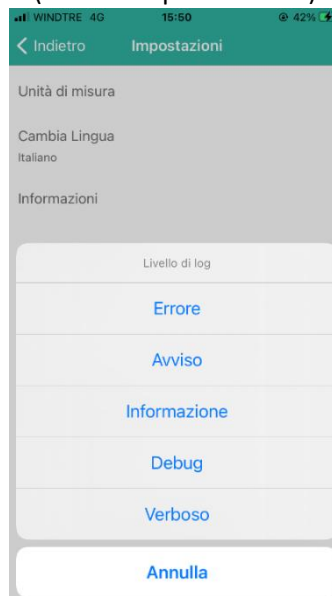 WINDTRE 4G 15:50 42%
Indietro Impostazioni
Unità di misura
Cambia Lingua
Italiano
Informazioni
Livello di log
Errore
Avviso
Informazione
Debug
Verboso
Annulla